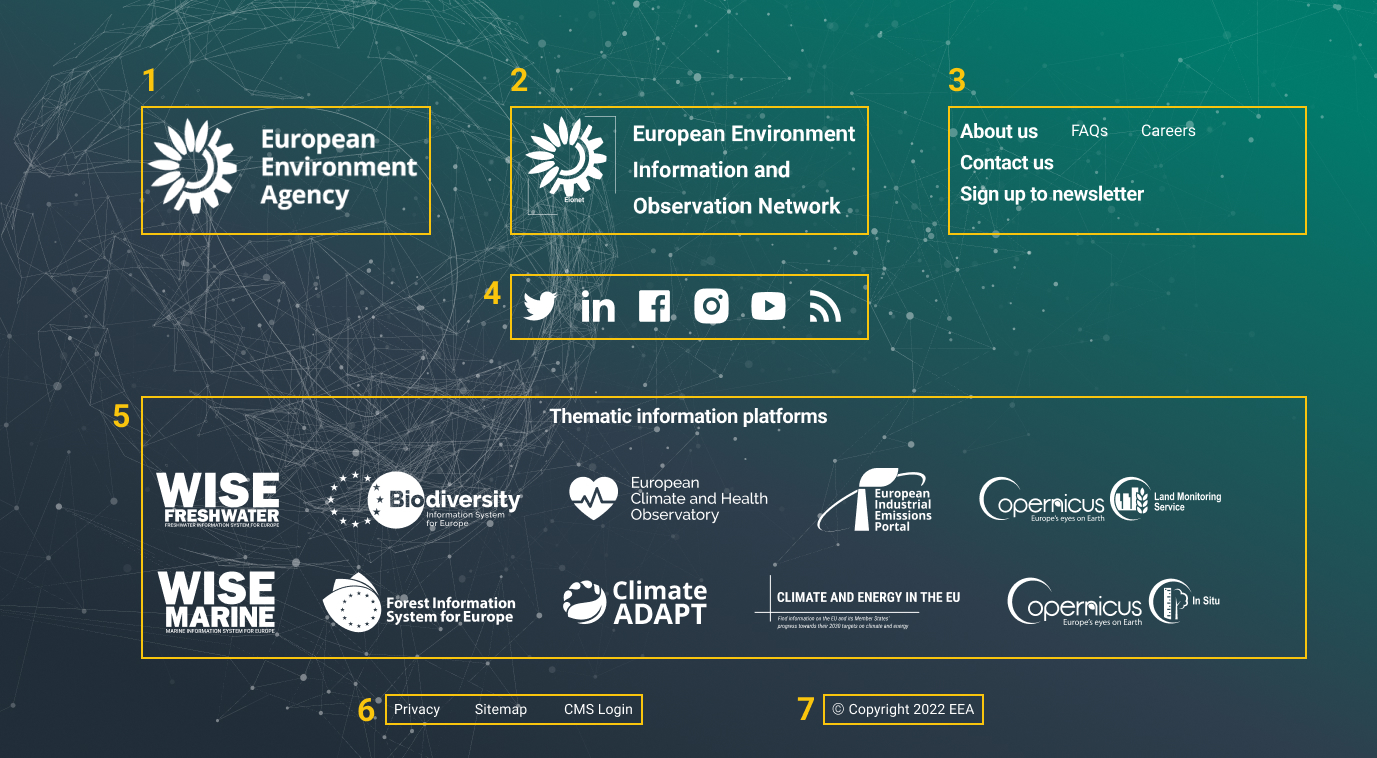 1
European
Environment
Agency
2
Eionet
European Environment
Information and
Observation Network
3
About us FAQs Careers
Contact us
Sign up to newsletter
4
in
f
5
Thematic information platforms
WISE
FRESHWATER
FRESHWATER INFORMATION SYSTEM FOR EUROPE
Biodiversity
Information System
for Europe
European
Climate and Health
Observatory
European
Industrial
Emissions
Portal
Copernicus
Europe's eyes on Earth
Land Monitoring
Service
WISE
MARINE
MARINE INFORMATION SYSTEM FOR EUROPE
Forest Information
System for Europe
Climate
ADAPT
CLIMATE AND ENERGY IN THE EU
Find information on the EU and its Member States'
progress towards their 2030 targets on climate and energy
Copernicus
Europe's eyes on Earth
In Situ
6
Privacy Sitemap CMS Login
7
© Copyright 2022 EEA